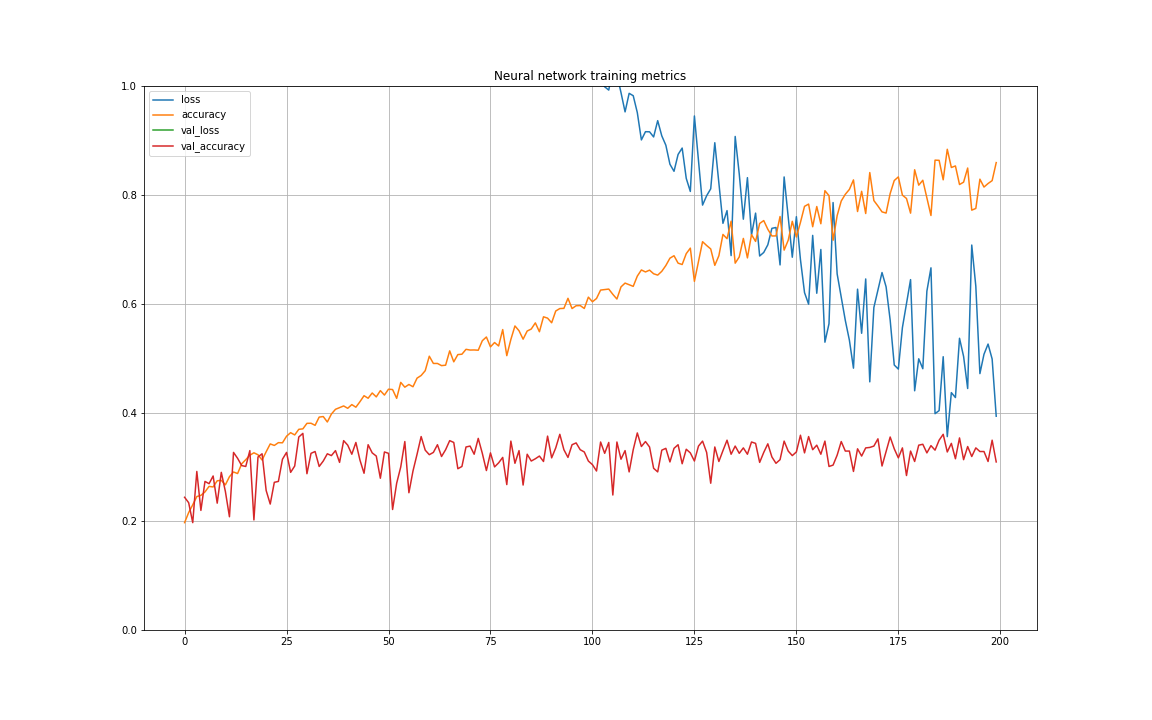 Neural network training metrics
1.0
loss
accuracy
val_loss
val_accuracy
0.8
0.6
0.4
0.2
0.0
0 25 50 75 100 125 150 175 200